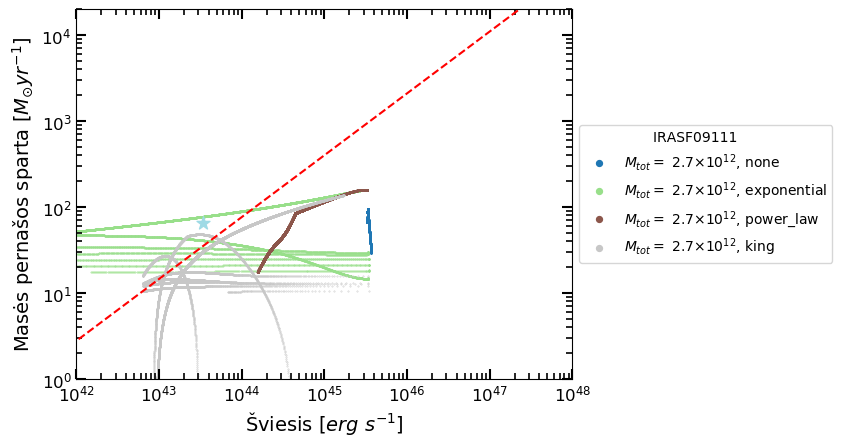 10^4
10^3
10^2
10^1
10^0
Masės pernašos sparta [M_⊙yr^{-1}]
10^42 10^43 10^44 10^45 10^46 10^47 10^48
Šviesis [erg s^{-1}]
IRASF09111
M_tot = 2.7×10^12, none
M_tot = 2.7×10^12, exponential
M_tot = 2.7×10^12, power_law
M_tot = 2.7×10^12, king